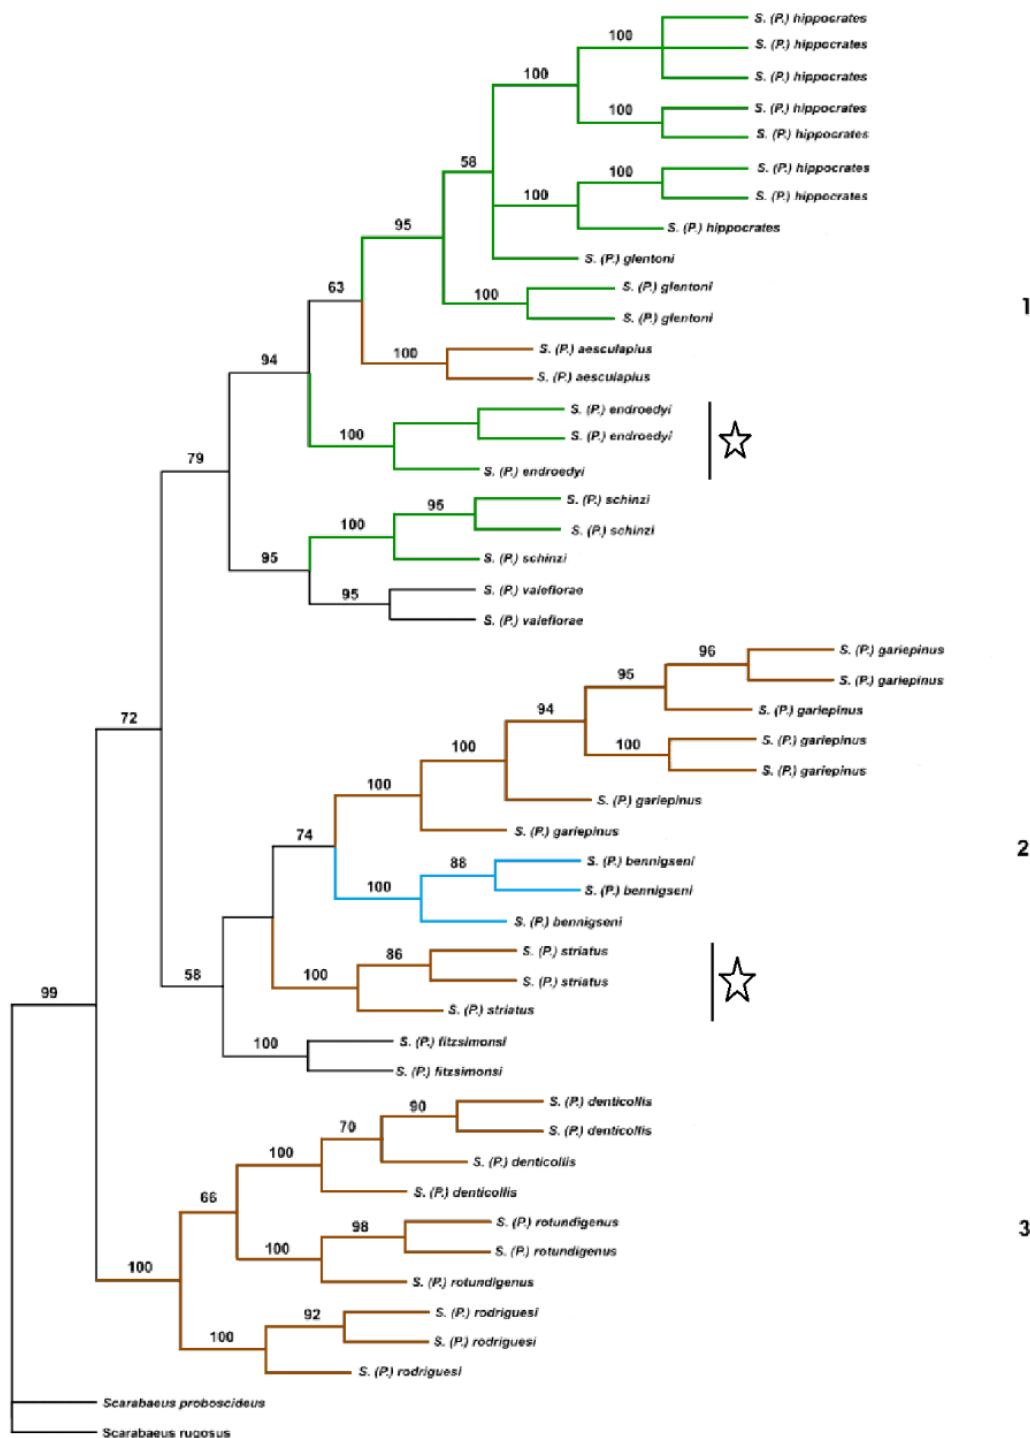 S. (P.) hippocrates
100
S. (P.) hippocrates
100
S. (P.) hippocrates
S. (P.) hippocrates
100
S. (P.) hippocrates
58
S. (P.) hippocrates
100
S. (P.) hippocrates
100
S. (P.) hippocrates
95
S. (P.) glentoni
S. (P.) glentoni
63
100
1
S. (P.) glentoni
S. (P.) aesculapius
94
100
S. (P.) aesculapius
S. (P.) endroedyi
100
S. (P.) endroedyi
79
S. (P.) endroedyi
S. (P.) schinzi
95
100
S. (P.) schinzi
95
S. (P.) schinzi
95
S. (P.) valeflorae
S. (P.) valeflorae
96
S. (P.) gariepinus
95
S. (P.) gariepinus
72
94
S. (P.) gariepinus
100
S. (P.) gariepinus
100
S. (P.) gariepinus
100
S. (P.) gariepinus
74
S. (P.) gariepinus
2
88
S. (P.) bennigseni
100
S. (P.) bennigseni
S. (P.) bennigseni
86
S. (P.) striatus
58
100
S. (P.) striatus
99
S. (P.) striatus
100
S. (P.) fitzsimonsi
S. (P.) fitzsimonsi
90
S. (P.) denticollis
70
S. (P.) denticollis
100
S. (P.) denticollis
66
S. (P.) denticollis
98
S. (P.) rotundigenus
3
100
S. (P.) rotundigenus
100
S. (P.) rotundigenus
92
S. (P.) rodriguesi
100
S. (P.) rodriguesi
S. (P.) rodriguesi
Scarabaeus proboscideus
Scarabaeus rugosus